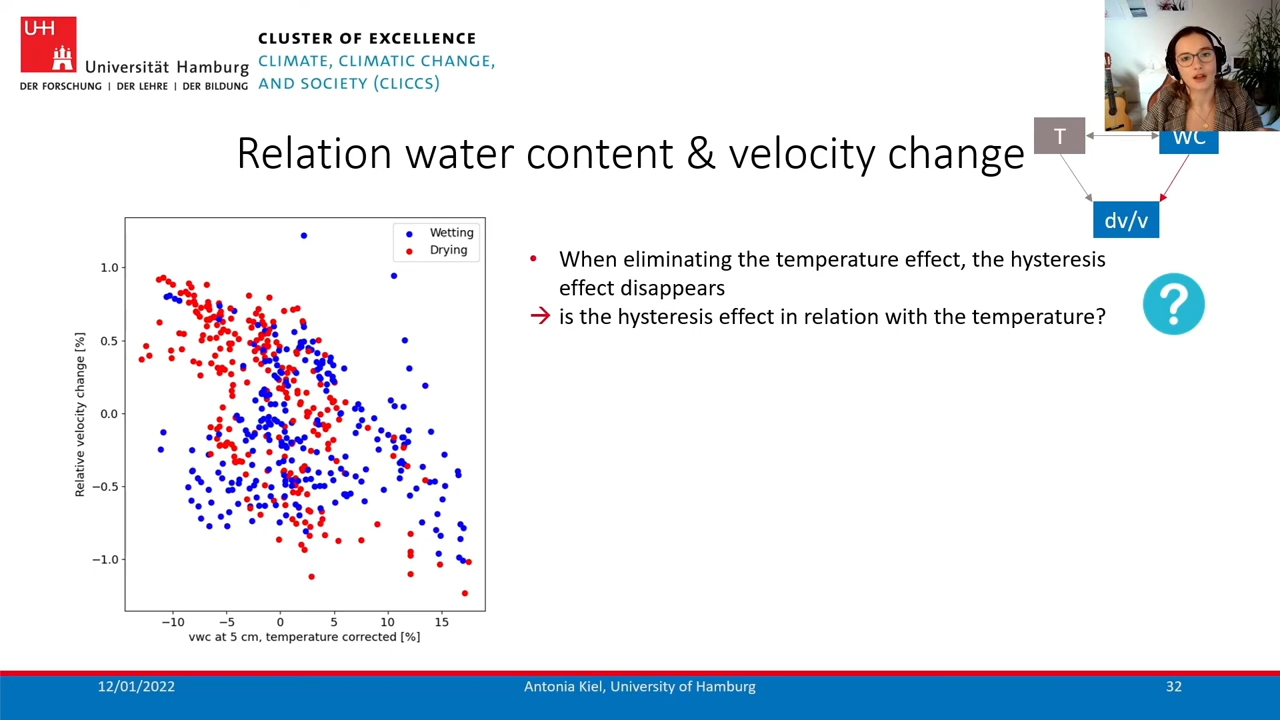 UH
Universität Hamburg
DER FORSCHUNG | DER LEHRE | DER BILDUNG
CLUSTER OF EXCELLENCE
CLIMATE, CLIMATIC CHANGE,
AND SOCIETY (CLICCS)
Relation water content & velocity change
T
WC
dv/v
Wetting
Drying
1.0
0.5
0.0
−0.5
−1.0
Relative velocity change [%]
−10 −5 0 5 10 15
vwc at 5 cm, temperature corrected [%]
• When eliminating the temperature effect, the hysteresis
effect disappears
→ is the hysteresis effect in relation with the temperature?
?
12/01/2022
Antonia Kiel, University of Hamburg
32